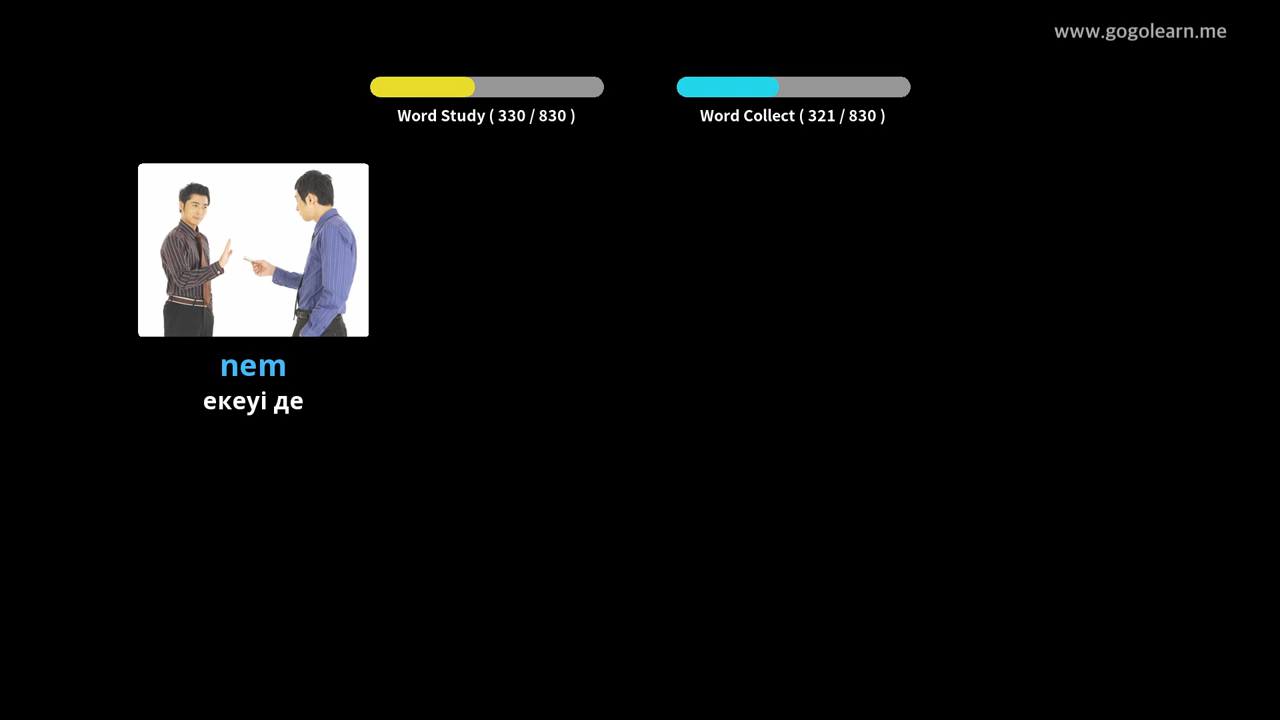 www.gogolearn.me
Word Study ( 330 / 830 )
Word Collect ( 321 / 830 )
nem
екеуі де